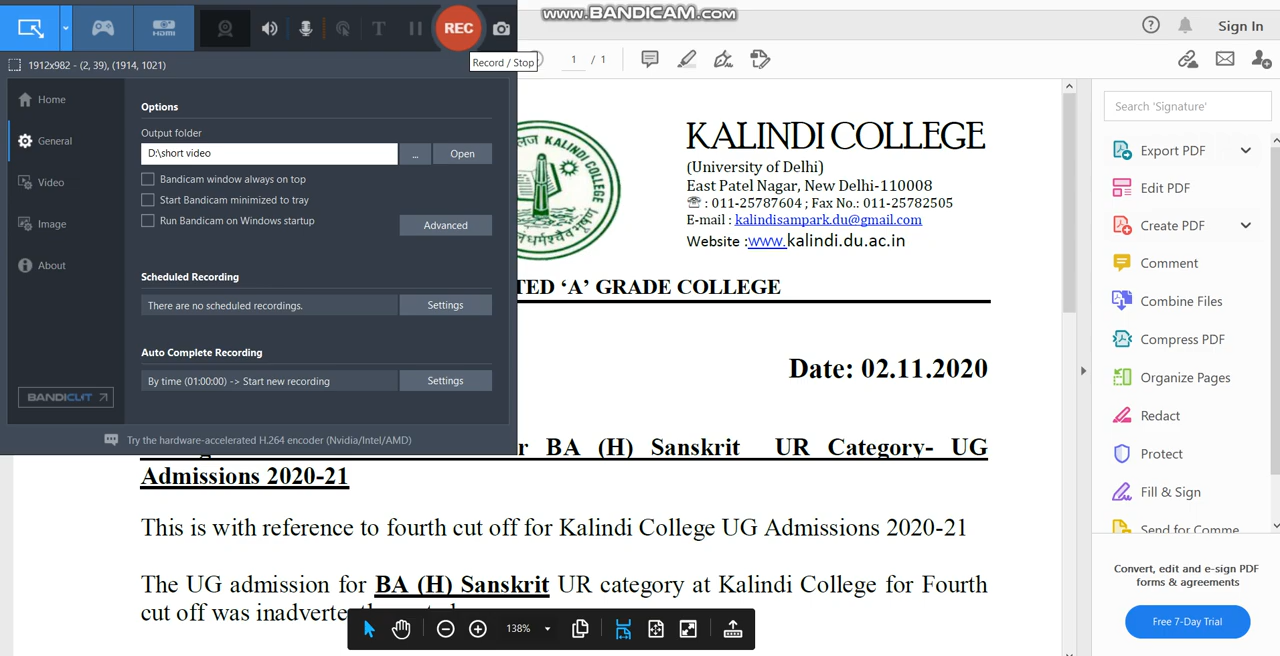 www.BANDICAM.com
HDMI
T
REC
Record / Stop
1 / 1
Sign In
1912x982 - (2, 39), (1914, 1021)
Home
General
Video
Image
About
BANDICUT
Options
Output folder
D:\short video
...
Open
Bandicam window always on top
Start Bandicam minimized to tray
Run Bandicam on Windows startup
Advanced
Scheduled Recording
There are no scheduled recordings.
Settings
Auto Complete Recording
By time (01:00:00) -> Start new recording
Settings
Try the hardware-accelerated H.264 encoder (Nvidia/Intel/AMD)
KALINDI COLLEGE
KALINDI COLLEGE
(University of Delhi)
East Patel Nagar, New Delhi-110008
☏ : 011-25787604 ; Fax No.: 011-25782505
E-mail : kalindisampark.du@gmail.com
Website :www.kalindi.du.ac.in
TED ‘A’ GRADE COLLEGE
Date: 02.11.2020
r BA (H) Sanskrit UR Category- UG
Admissions 2020-21
This is with reference to fourth cut off for Kalindi College UG Admissions 2020-21
The UG admission for BA (H) Sanskrit UR category at Kalindi College for Fourth
cut off was inadverte
138%
Search 'Signature'
Export PDF
Edit PDF
Create PDF
Comment
Combine Files
Compress PDF
Organize Pages
Redact
Protect
Fill & Sign
Send for Comme
Convert, edit and e-sign PDF
forms & agreements
Free 7-Day Trial